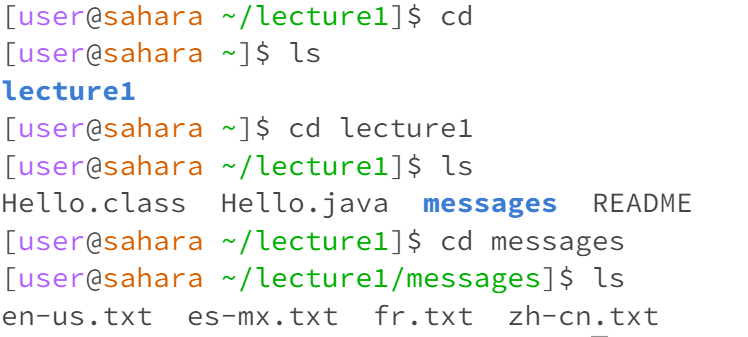 [user@sahara ~/lecture1]$ cd
[user@sahara ~]$ ls
lecture1
[user@sahara ~]$ cd lecture1
[user@sahara ~/lecture1]$ ls
Hello.class  Hello.java  messages  README
[user@sahara ~/lecture1]$ cd messages
[user@sahara ~/lecture1/messages]$ ls
en-us.txt  es-mx.txt  fr.txt  zh-cn.txt